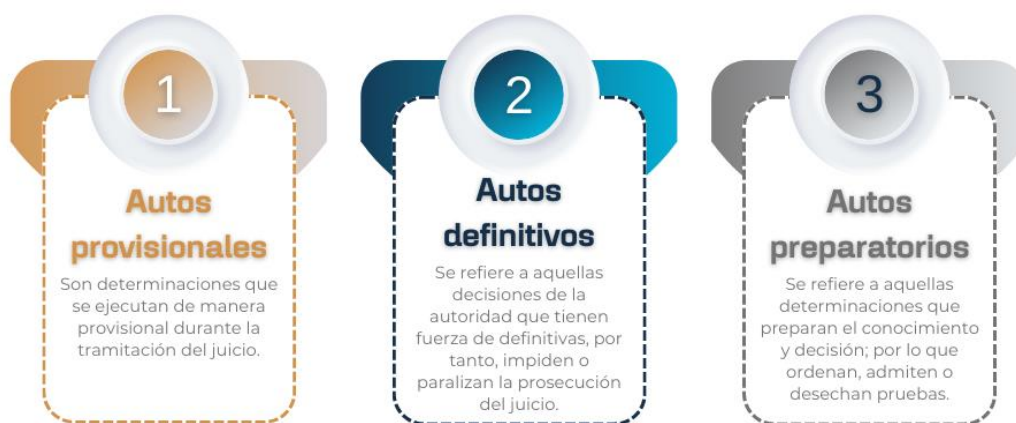 1
Autos
provisionales
Son determinaciones que
se ejecutan de manera
provisional durante la
tramitación del juicio.
2
Autos
definitivos
Se refiere a aquellas
decisiones de la
autoridad que tienen
fuerza de definitivas, por
tanto, impiden o
paralizan la prosecución
del juicio.
3
Autos
preparatorios
Se refiere a aquellas
determinaciones que
preparan el conocimiento
y decisión; por lo que
ordenan, admiten o
desechan pruebas.